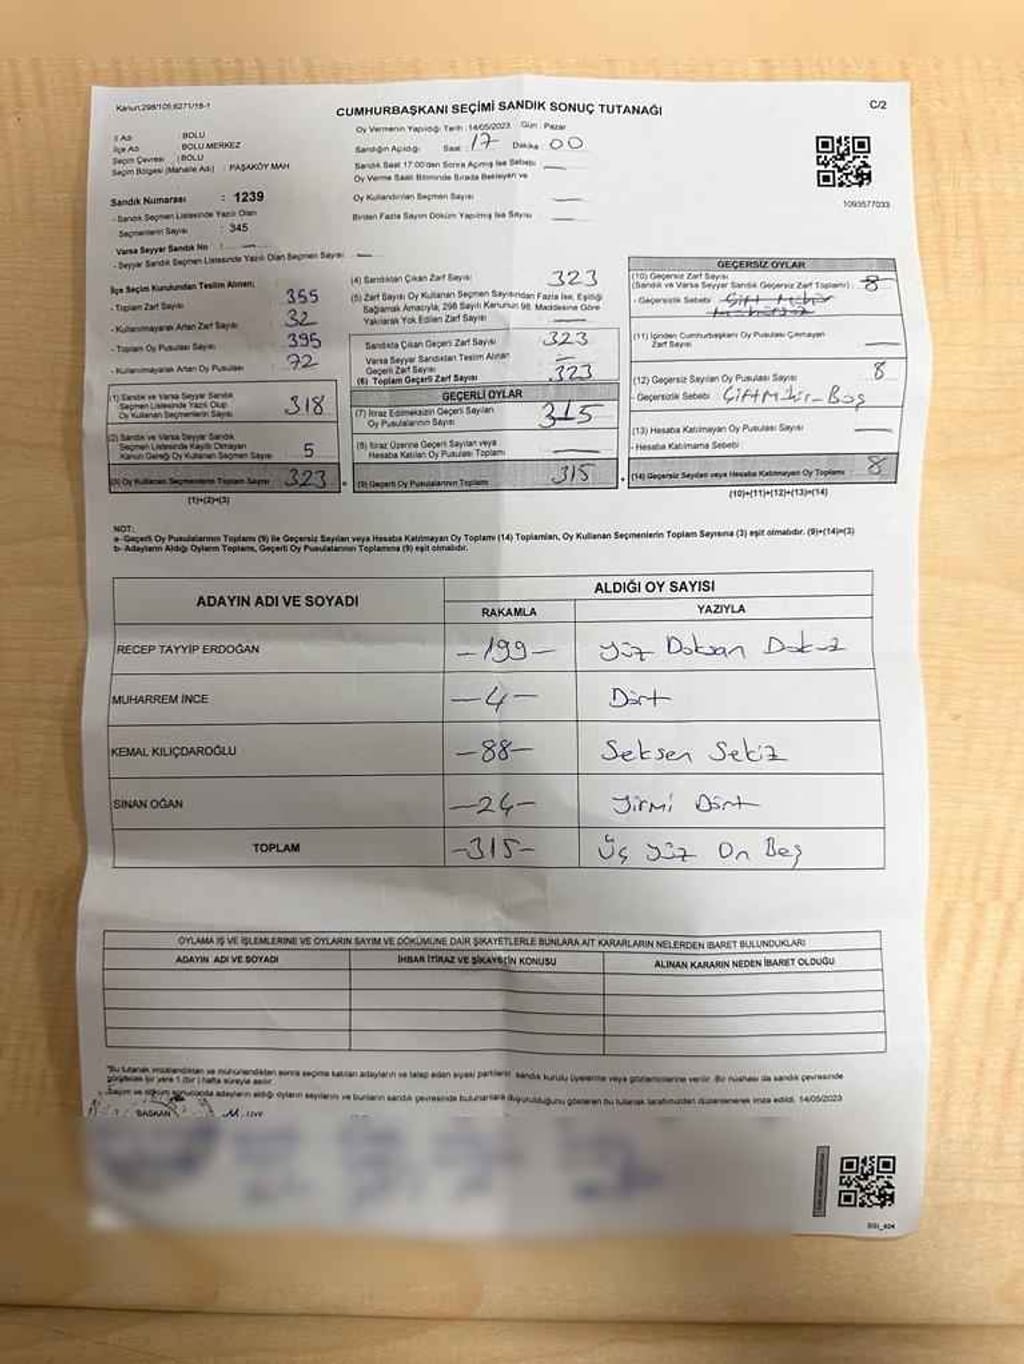 Kanun:298/105;6271/18-1
CUMHURBAŞKANI SEÇİMİ SANDIK SONUÇ TUTANAĞI
C/2
İl Adı : BOLU
İlçe Adı : BOLU MERKEZ
Seçim Çevresi : BOLU
Seçim Bölgesi (Mahalle Adı) : PAŞAKÖY MAH
Sandık Numarası : 1239
- Sandık Seçmen Listesinde Yazılı Olan
Seçmenlerin Sayısı : 345
Varsa Seyyar Sandık No : —
- Seyyar Sandık Seçmen Listesinde Yazılı Olan Seçmen Sayısı : —
Oy Vermenin Yapıldığı Tarih : 14/05/2023 Gün : Pazar
Sandığın Açıldığı Saat : 17 Dakika : 00
Sandık Saat 17:00'den Sonra Açılmış İse Sebebi : —
Oy Verme Saati Bitiminde Sırada Bekleyen ve
Oy Kullandırılan Seçmen Sayısı : —
Birden Fazla Sayım Döküm Yapılmış İse Sayısı : —
1093577033
İlçe Seçim Kurulundan Teslim Alınan;
- Toplam Zarf Sayısı : 355
- Kullanılmayarak Artan Zarf Sayısı : 32
- Toplam Oy Pusulası Sayısı : 395
- Kullanılmayarak Artan Oy Pusulası : 72
(1) Sandık ve Varsa Seyyar Sandık
Seçmen Listesinde Yazılı Olup
Oy Kullanan Seçmenlerin Sayısı : 318
(2) Sandık ve Varsa Seyyar Sandık
Seçmen Listesinde Kayıtlı Olmayan
Kanun Gereği Oy Kullanan Seçmen Sayısı : 5
(3) Oy Kullanan Seçmenlerin Toplam Sayısı : 323
(1)+(2)=(3)
(4) Sandıktan Çıkan Zarf Sayısı : 323
(5) Zarf Sayısı Oy Kullanan Seçmen Sayısından Fazla İse, Eşitliği
Sağlamak Amacıyla, 298 Sayılı Kanunun 98. Maddesine Göre
Yakılarak Yok Edilen Zarf Sayısı : —
Sandıkta Çıkan Geçerli Zarf Sayısı : 323
Varsa Seyyar Sandıktan Teslim Alınan
Geçerli Zarf Sayısı : —
(6) Toplam Geçerli Zarf Sayısı : 323
GEÇERLİ OYLAR
(7) İtiraz Edilmeksizin Geçerli Sayılan
Oy Pusulasının Sayısı : 315
(8) İtiraz Üzerine Geçerli Sayılan veya
Hesaba Katılan Oy Pusulası Toplamı : —
(9) Geçerli Oy Pusulalarının Toplamı : 315
GEÇERSİZ OYLAR
(10) Geçersiz Zarf Sayısı
(Sandık ve Varsa Seyyar Sandık Geçersiz Zarf Toplamı) : 8
- Geçersizlik Sebebi :
(11) İçinden Cumhurbaşkanı Oy Pusulası Çıkmayan
Zarf Sayısı : —
(12) Geçersiz Sayılan Oy Pusulası Sayısı : 8
- Geçersizlik Sebebi : Çift Mühür-Boş
(13) Hesaba Katılmayan Oy Pusulası Sayısı : —
- Hesaba Katılmama Sebebi :
(14) Geçersiz Sayılan veya Hesaba Katılmayan Oy Toplamı : 8
(10)+(11)+(12)+(13)=(14)
NOT:
a- Geçerli Oy Pusulalarının Toplamı (9) ile Geçersiz Sayılan veya Hesaba Katılmayan Oy Toplamı (14) Toplamları, Oy Kullanan Seçmenlerin Toplam Sayısına (3) eşit olmalıdır. (9)+(14)=(3)
b- Adayların Aldığı Oyların Toplamı, Geçerli Oy Pusulalarının Toplamına (9) eşit olmalıdır.
ADAYIN ADI VE SOYADI
ALDIĞI OY SAYISI
RAKAMLA YAZIYLA
RECEP TAYYİP ERDOĞAN -199- Yüz Doksan Dokuz
MUHARREM İNCE -4- Dört
KEMAL KILIÇDAROĞLU -88- Seksen Sekiz
SİNAN OĞAN -24- Yirmi Dört
TOPLAM -315- Üç Yüz On Beş
OYLAMA İŞ VE İŞLEMLERİNE VE OYLARIN SAYIM VE DÖKÜMÜNE DAİR ŞİKAYETLERLE BUNLARA AİT KARARLARIN NELERDEN İBARET BULUNDUKLARI
ADAYIN ADI VE SOYADI İHBAR İTİRAZ VE ŞİKAYETİN KONUSU ALINAN KARARIN NEDEN İBARET OLDUĞU
*Bu tutanak imzalandıktan ve mühürlendikten sonra seçime katılan adayların ve talep eden siyasi partilerin sandık kurulu üyelerine veya gözlemcilerine verilir. Bir nüshası da sandık çevresinde
görülebilen bir yere 1 (bir) hafta süreyle asılır.
Seçim ve döküm sonucunda adayların aldığı oyların sayılarını ve bunların sandık çevresinde bulunanlara duyurulduğunu gösteren bu tutanak tarafımızdan düzenlenerek imza edildi. 14/05/2023
BAŞKAN